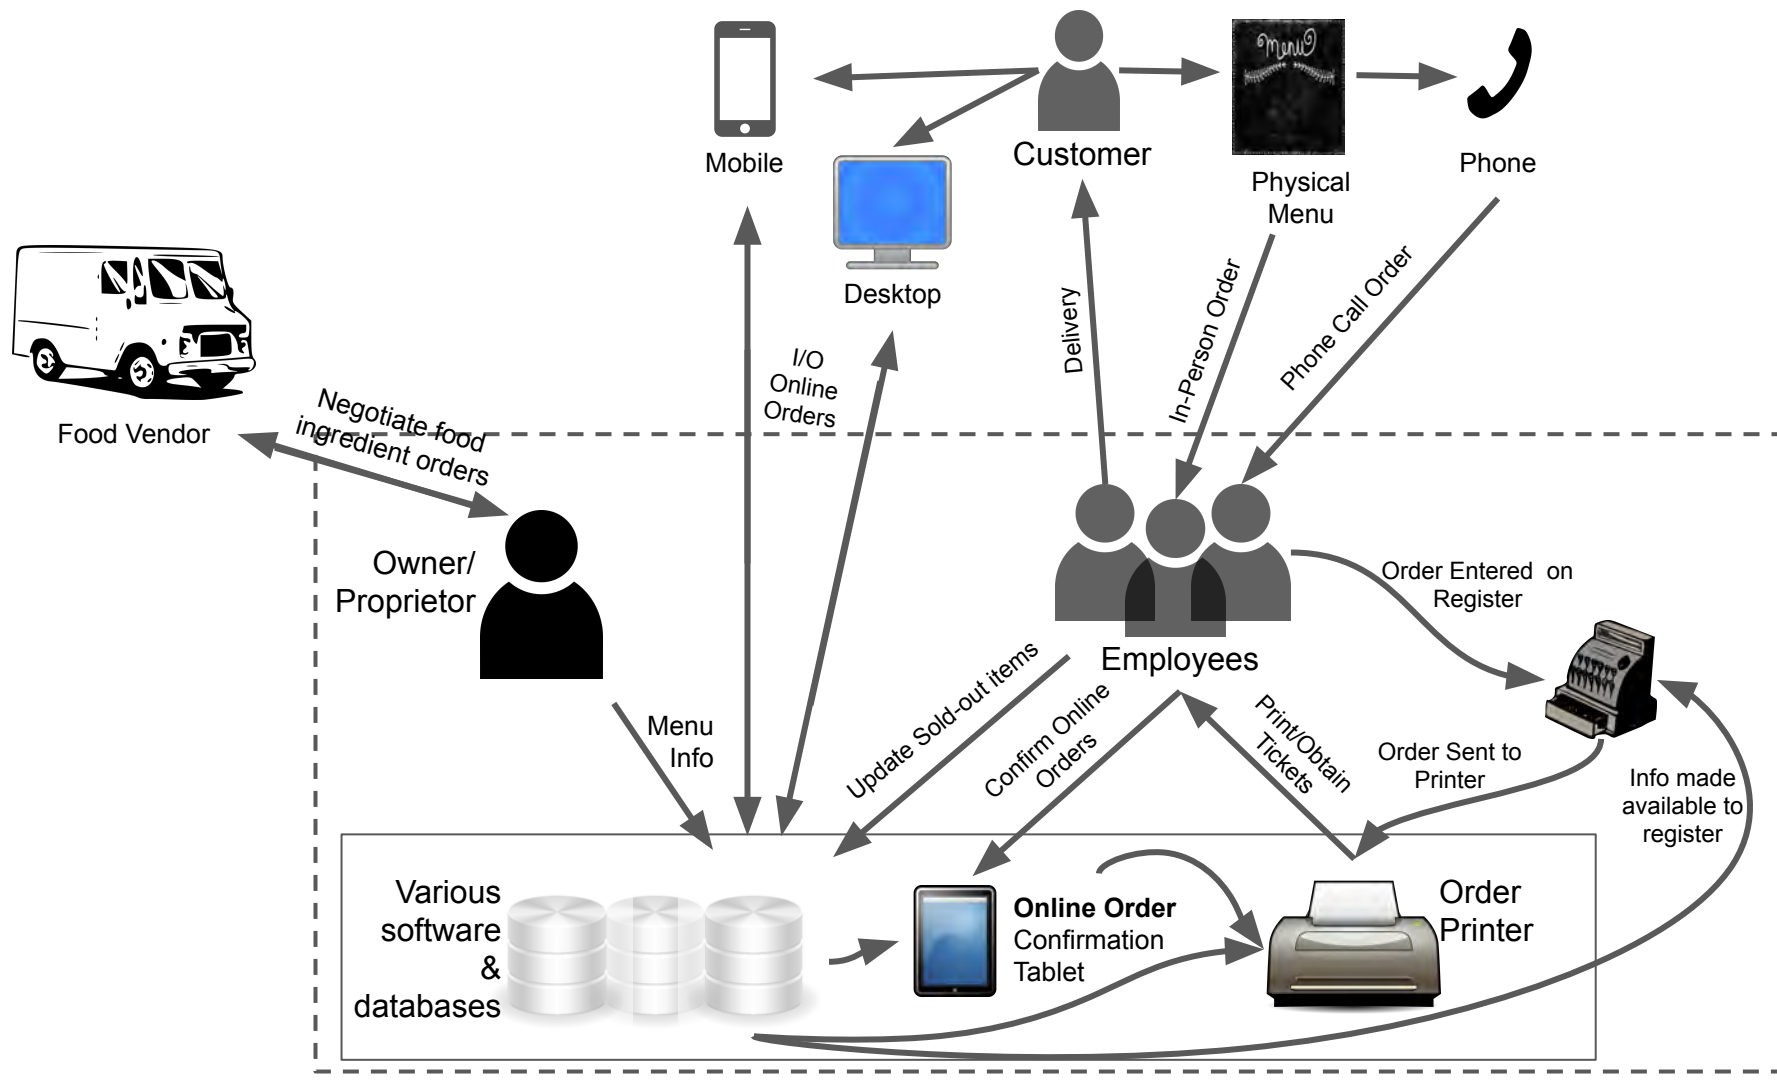 Menu
Mobile
Customer
Physical
Menu
Phone
Desktop
Food Vendor
Negotiate food
ingredient orders
I/O
Online
Orders
Delivery
In-Person Order
Phone Call Order
Owner/
Proprietor
Employees
Order Entered on
Register
Menu
Info
Update Sold-out items
Confirm Online
Orders
Print/Obtain
Tickets
Order Sent to
Printer
Info made
available to
register
Various
software
&
databases
Online Order
Confirmation
Tablet
Order
Printer